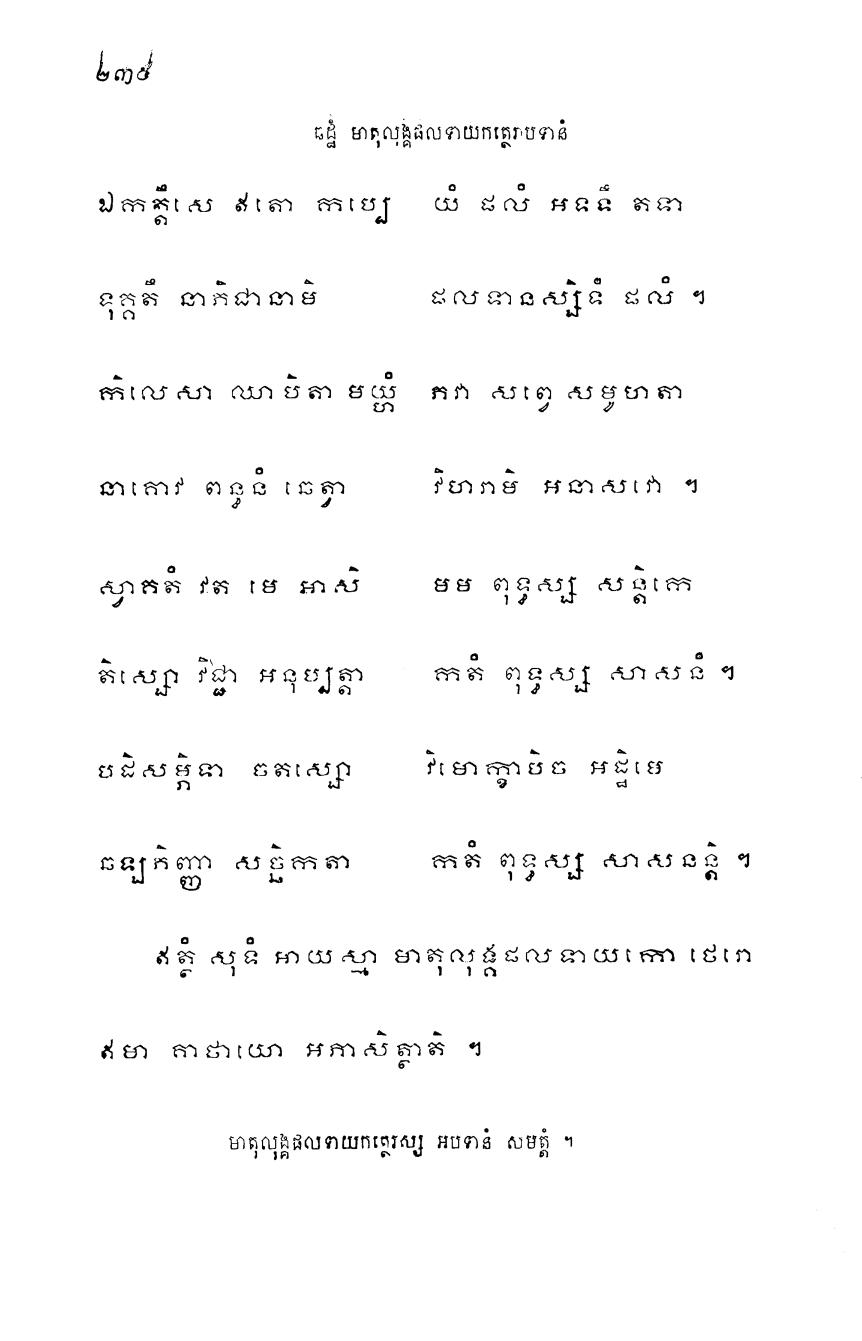 ២៣៩
ឆដ្ឋំ មាតុលុង្គផលទាយកត្ថេរាបទានំ
ឯកត្តឹសេ ឥតោ កប្បេ យំ ផលំ អទទឹ តទា
ទុគ្គតឹ នាភិជានាមិ ផលទានស្សិទំ ផលំ ។
កិលេសា ឈាបិតា មយ្ហំ ភវា សព្វេ សមូហតា
នាគោវ ពន្ធនំ ឆេត្វា វិហរាមិ អនាសវោ ។
ស្វាគតំ វត មេ អាសិ មម ពុទ្ធស្ស សន្តិកេ
តិស្សោ វិជ្ជា អនុប្បត្តា កតំ ពុទ្ធស្ស សាសនំ ។
បដិសម្ភិទា ចតស្សោ វិមោក្ខាបិច អដ្ឋិមេ
ឆឡប្ភិញ្ញា សច្ឆិកតា កតំ ពុទ្ធស្ស សាសនន្តិ ។
ឥត្ថំ សុទំ អាយស្មា មាតុលុង្គផលទាយកោ ថេរោ
ឥមា គាថាយោ អភាសិត្ថាតិ ។
មាតុលុង្គផលទាយកត្ថេរស្ស អបទានំ សមត្តំ ។